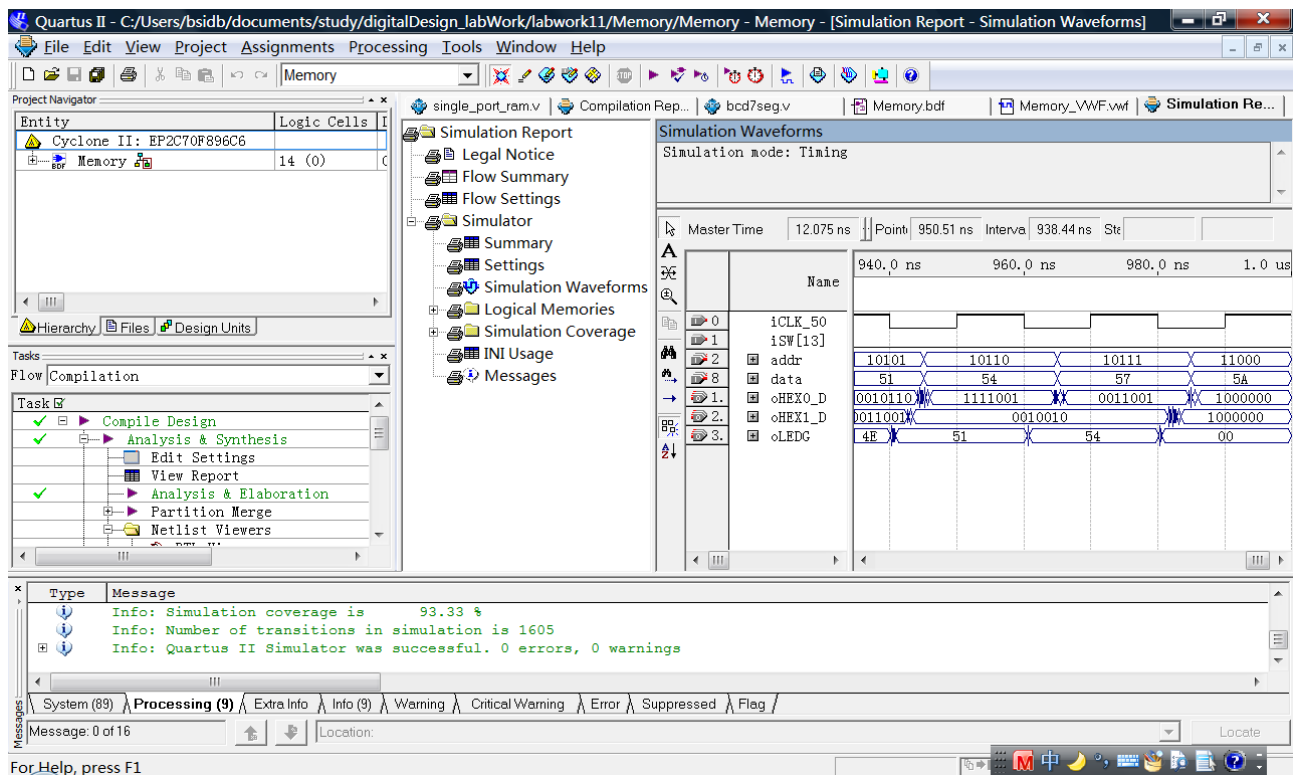 Quartus II - C:/Users/bsidb/documents/study/digitalDesign_labWork/labwork11/Memory/Memory - Memory - [Simulation Report - Simulation Waveforms]
File Edit View Project Assignments Processing Tools Window Help
Memory
Project Navigator
single_port_ram.v Compilation Rep... bcd7seg.v Memory.bdf Memory_VWF.vwf Simulation Re...
Entity Logic Cells
Cyclone II: EP2C70F896C6
Memory 14 (0)
Hierarchy Files Design Units
Tasks
Flow: Compilation
Task
Compile Design
Analysis & Synthesis
Edit Settings
View Report
Analysis & Elaboration
Partition Merge
Netlist Viewers
Simulation Report
Legal Notice
Flow Summary
Flow Settings
Simulator
Summary
Settings
Simulation Waveforms
Logical Memories
Simulation Coverage
INI Usage
Messages
Simulation Waveforms
Simulation mode: Timing
Master Time 12.075 ns Point 950.51 ns Interva 938.44 ns
Name 940.0 ns 960.0 ns 980.0 ns 1.0 us
0 iCLK_50
1 iSW[13]
2 addr 10101 10110 10111 11000
8 data 51 54 57 5A
1. oHEX0_D 0010110 1111001 0011001 1000000
2. oHEX1_D 0011001 0010010 1000000
3. oLEDG 4E 51 54 00
Type Message
Info: Simulation coverage is 93.33 %
Info: Number of transitions in simulation is 1605
Info: Quartus II Simulator was successful. 0 errors, 0 warnings
System (89) Processing (9) Extra Info Info (9) Warning Critical Warning Error Suppressed Flag
Messages
Message: 0 of 16 Location: Locate
For Help, press F1
中